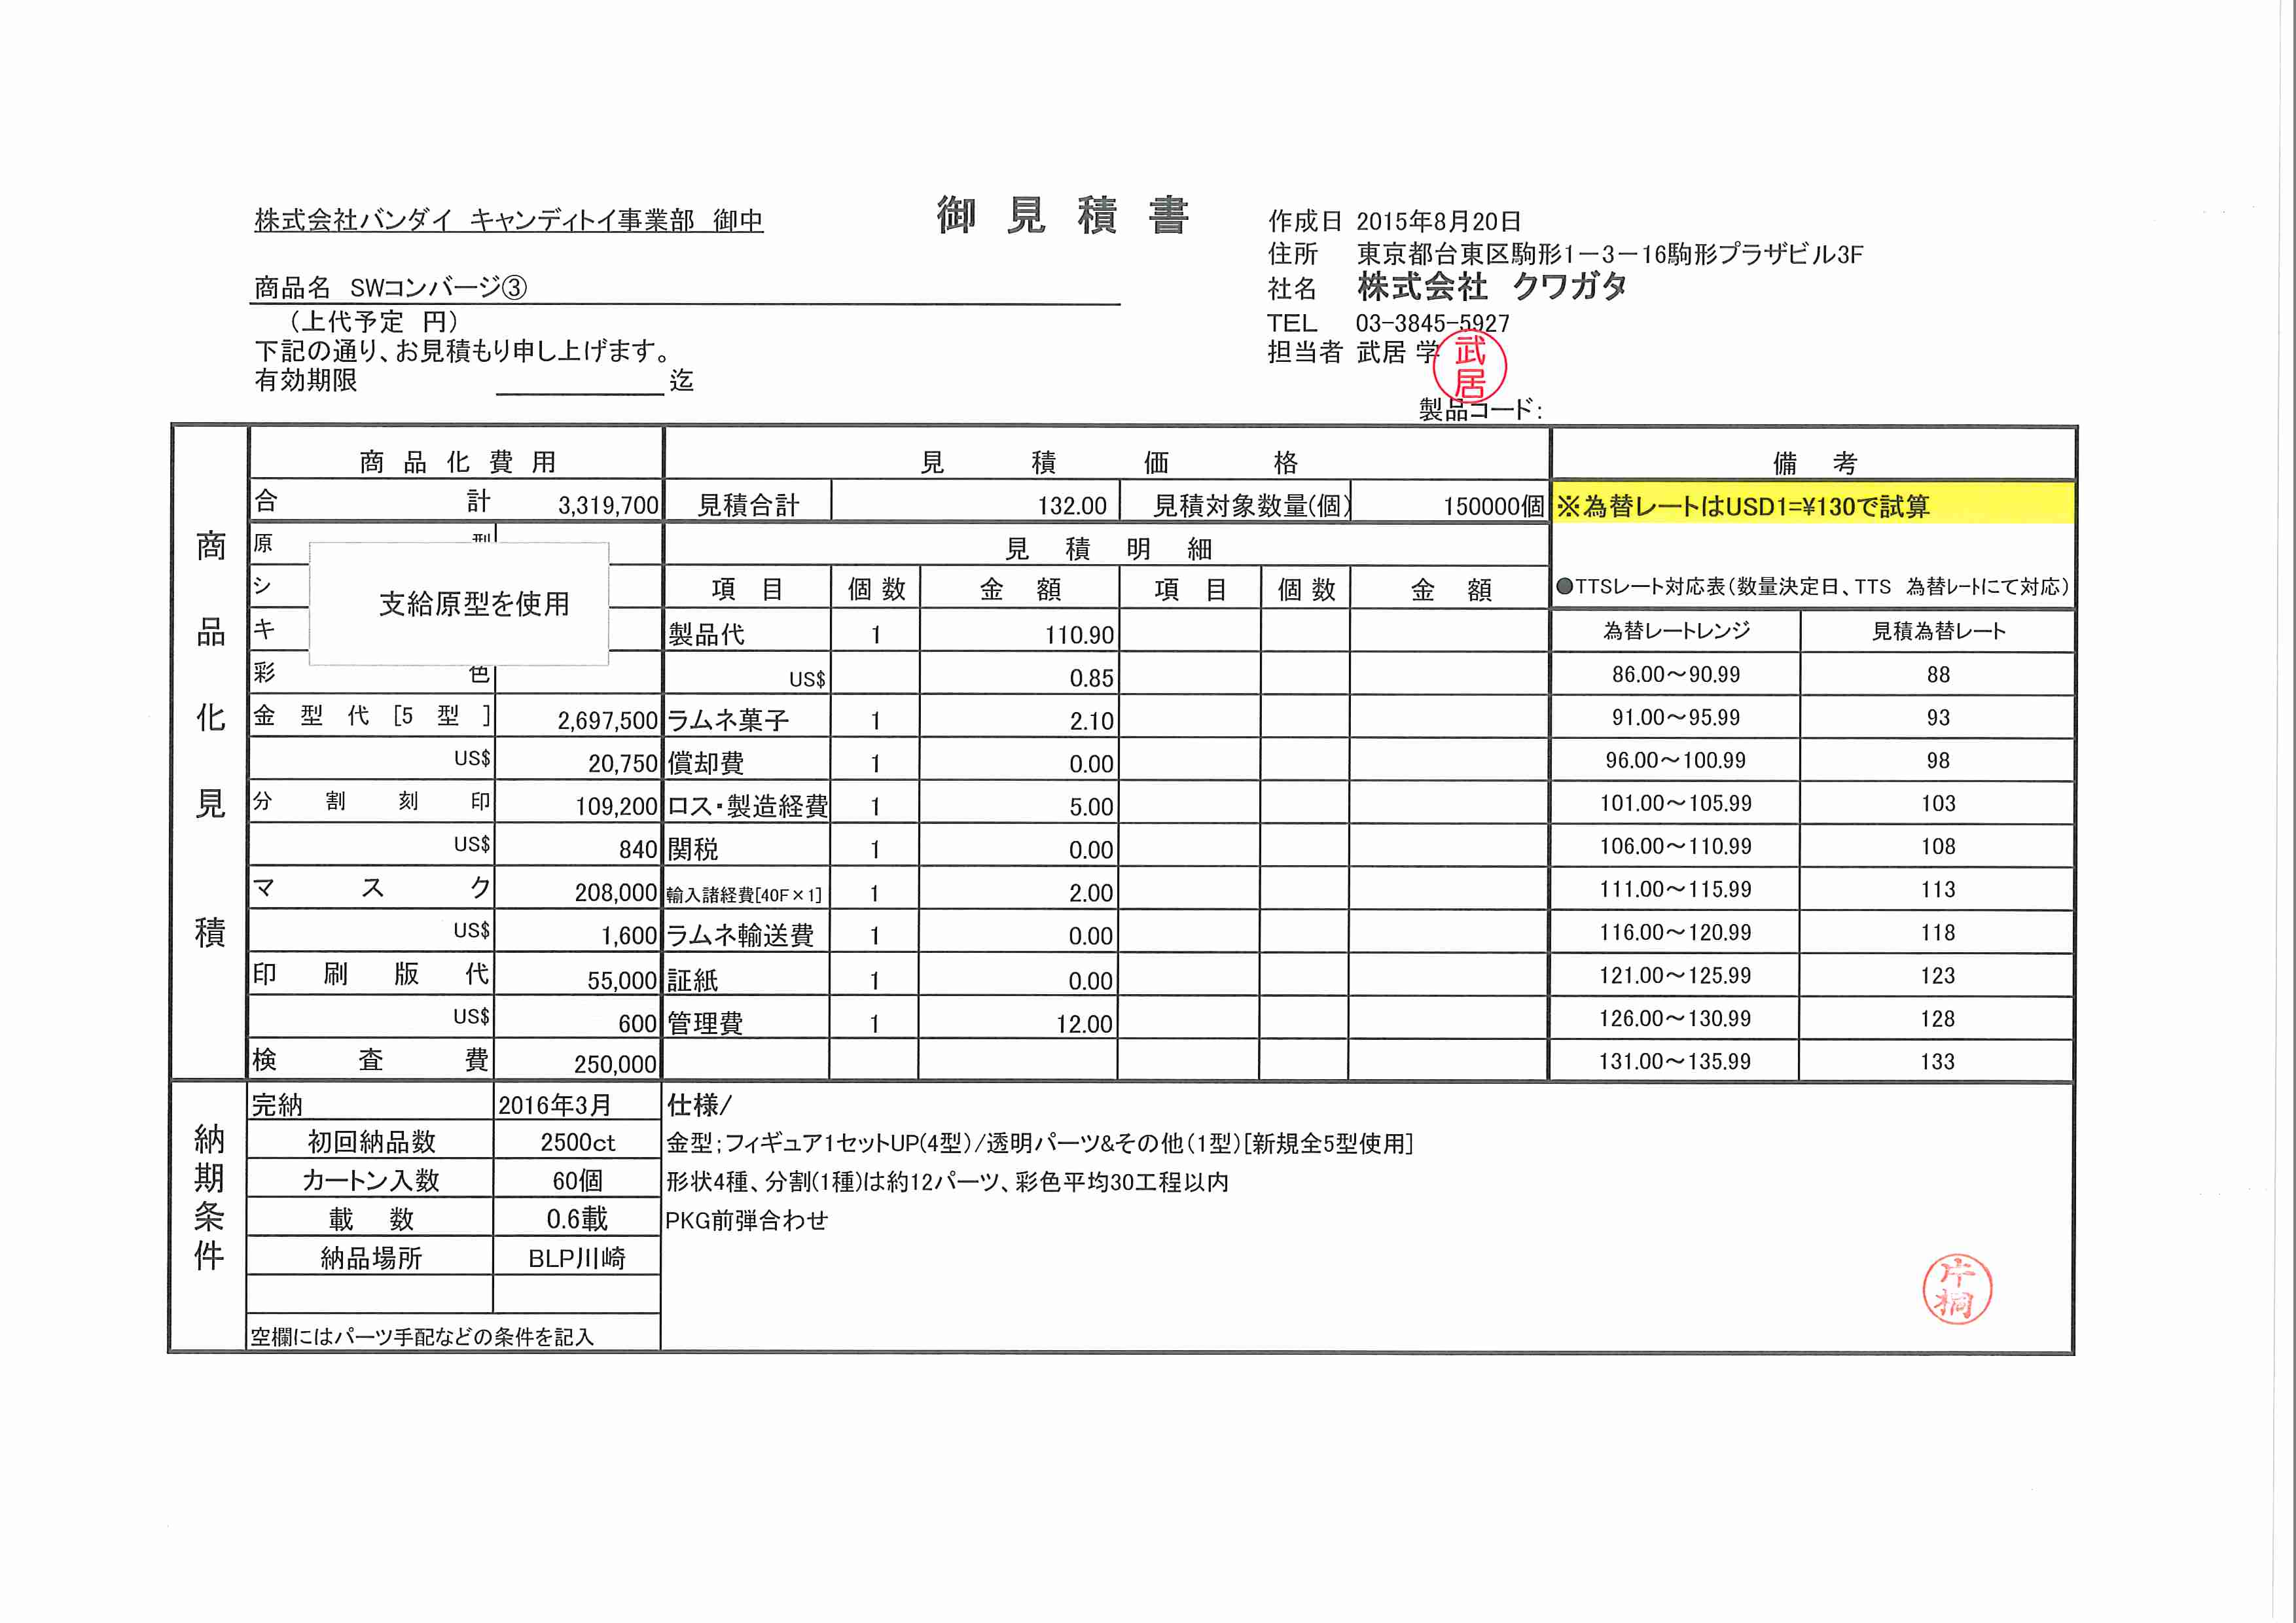 御見積書
株式会社バンダイ キャンディトイ事業部 御中
商品名 SWコンバージ③
（上代予定 円）
下記の通り、お見積もり申し上げます。
有効期限 迄
作成日 2015年8月20日
住所 東京都台東区駒形1－3－16駒形プラザビル3F
社名 株式会社 クワガタ
TEL 03-3845-5927
担当者 武居 学
武居
製品コード：
商品化見積
商品化費用 見積価格 備考
合計 3,319,700 見積合計 132.00 見積対象数量(個) 150000個 ※為替レートはUSD1=¥130で試算
原型 見積明細
シ 項目 個数 金額 項目 個数 金額 ●TTSレート対応表（数量決定日、TTS 為替レートにて対応）
支給原型を使用
キ 製品代 1 110.90 為替レートレンジ 見積為替レート
彩色 US$ 0.85 86.00～90.99 88
金型代［5型］ 2,697,500 ラムネ菓子 1 2.10 91.00～95.99 93
US$ 20,750 償却費 1 0.00 96.00～100.99 98
分割刻印 109,200 ロス・製造経費 1 5.00 101.00～105.99 103
US$ 840 関税 1 0.00 106.00～110.99 108
マスク 208,000 輸入諸経費[40F×1] 1 2.00 111.00～115.99 113
US$ 1,600 ラムネ輸送費 1 0.00 116.00～120.99 118
印刷版代 55,000 証紙 1 0.00 121.00～125.99 123
US$ 600 管理費 1 12.00 126.00～130.99 128
検査費 250,000 131.00～135.99 133
納期条件
完納 2016年3月 仕様/
初回納品数 2500ct 金型；フィギュア1セットUP(4型)/透明パーツ&その他（1型）[新規全5型使用]
カートン入数 60個 形状4種、分割(1種)は約12パーツ、彩色平均30工程以内
載数 0.6載 PKG前弾合わせ
納品場所 BLP川崎
空欄にはパーツ手配などの条件を記入
片桐